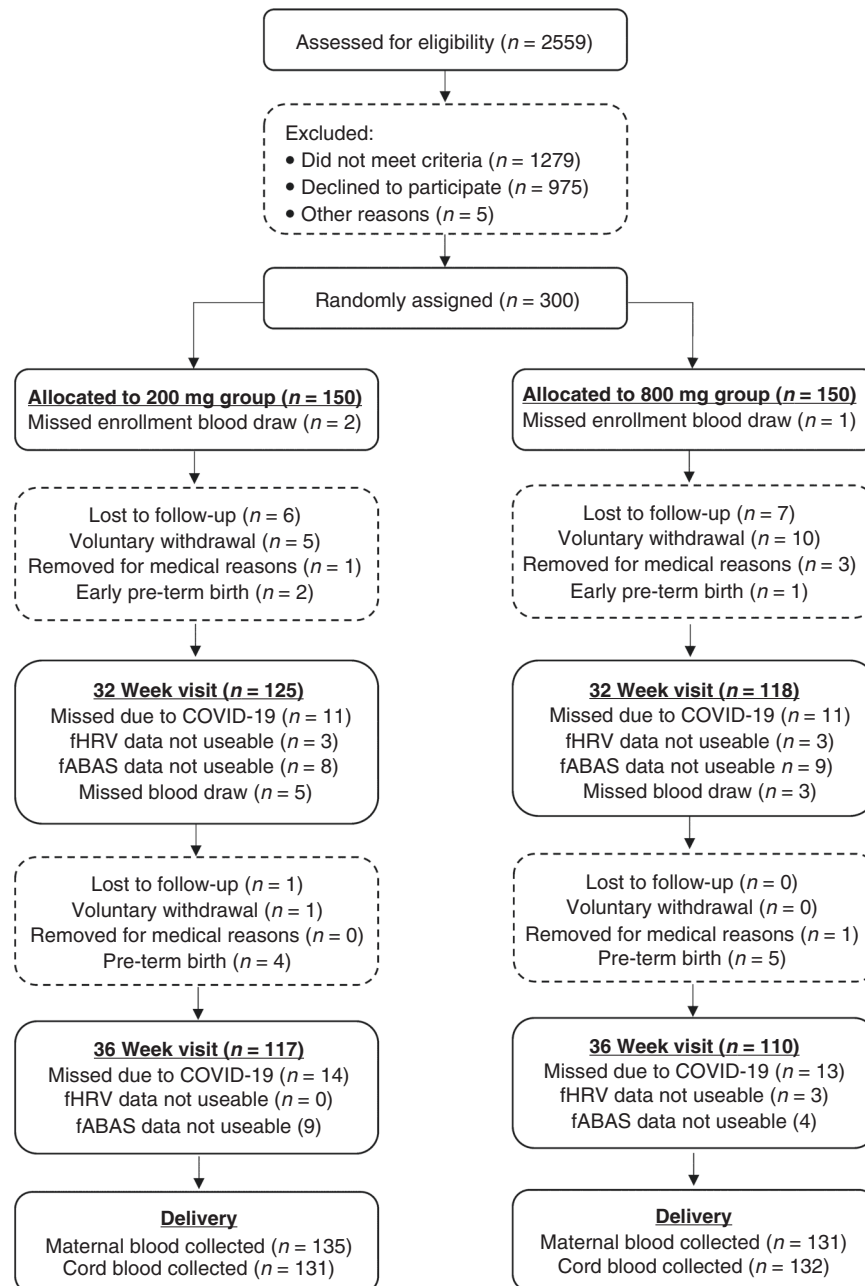 Assessed for eligibility (n = 2559)
Excluded:
• Did not meet criteria (n = 1279)
• Declined to participate (n = 975)
• Other reasons (n = 5)
Randomly assigned (n = 300)
Allocated to 200 mg group (n = 150)
Missed enrollment blood draw (n = 2)
Allocated to 800 mg group (n = 150)
Missed enrollment blood draw (n = 1)
Lost to follow-up (n = 6)
Voluntary withdrawal (n = 5)
Removed for medical reasons (n = 1)
Early pre-term birth (n = 2)
Lost to follow-up (n = 7)
Voluntary withdrawal (n = 10)
Removed for medical reasons (n = 3)
Early pre-term birth (n = 1)
32 Week visit (n = 125)
Missed due to COVID-19 (n = 11)
fHRV data not useable (n = 3)
fABAS data not useable (n = 8)
Missed blood draw (n = 5)
32 Week visit (n = 118)
Missed due to COVID-19 (n = 11)
fHRV data not useable (n = 3)
fABAS data not useable n = 9)
Missed blood draw (n = 3)
Lost to follow-up (n = 1)
Voluntary withdrawal (n = 1)
Removed for medical reasons (n = 0)
Pre-term birth (n = 4)
Lost to follow-up (n = 0)
Voluntary withdrawal (n = 0)
Removed for medical reasons (n = 1)
Pre-term birth (n = 5)
36 Week visit (n = 117)
Missed due to COVID-19 (n = 14)
fHRV data not useable (n = 0)
fABAS data not useable (9)
36 Week visit (n = 110)
Missed due to COVID-19 (n = 13)
fHRV data not useable (n = 3)
fABAS data not useable (4)
Delivery
Maternal blood collected (n = 135)
Cord blood collected (n = 131)
Delivery
Maternal blood collected (n = 131)
Cord blood collected (n = 132)